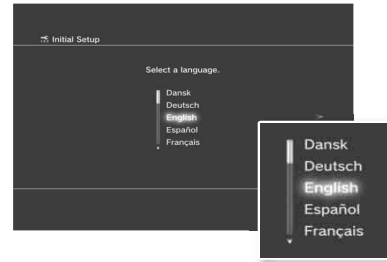 Initial Setup
Select a language.
Dansk
Deutsch
English
Español
Français
Dansk
Deutsch
English
Español
Français